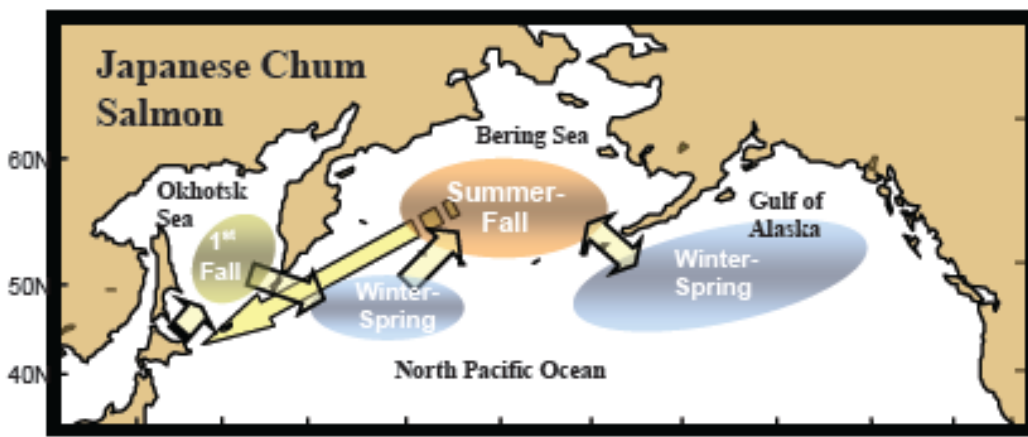 Japanese Chum
Salmon
Bering Sea
60N
Okhotsk
Sea
Summer-
Fall
Gulf of
Alaska
1st
Fall
50N
Winter-
Spring
Winter-
Spring
North Pacific Ocean
40N